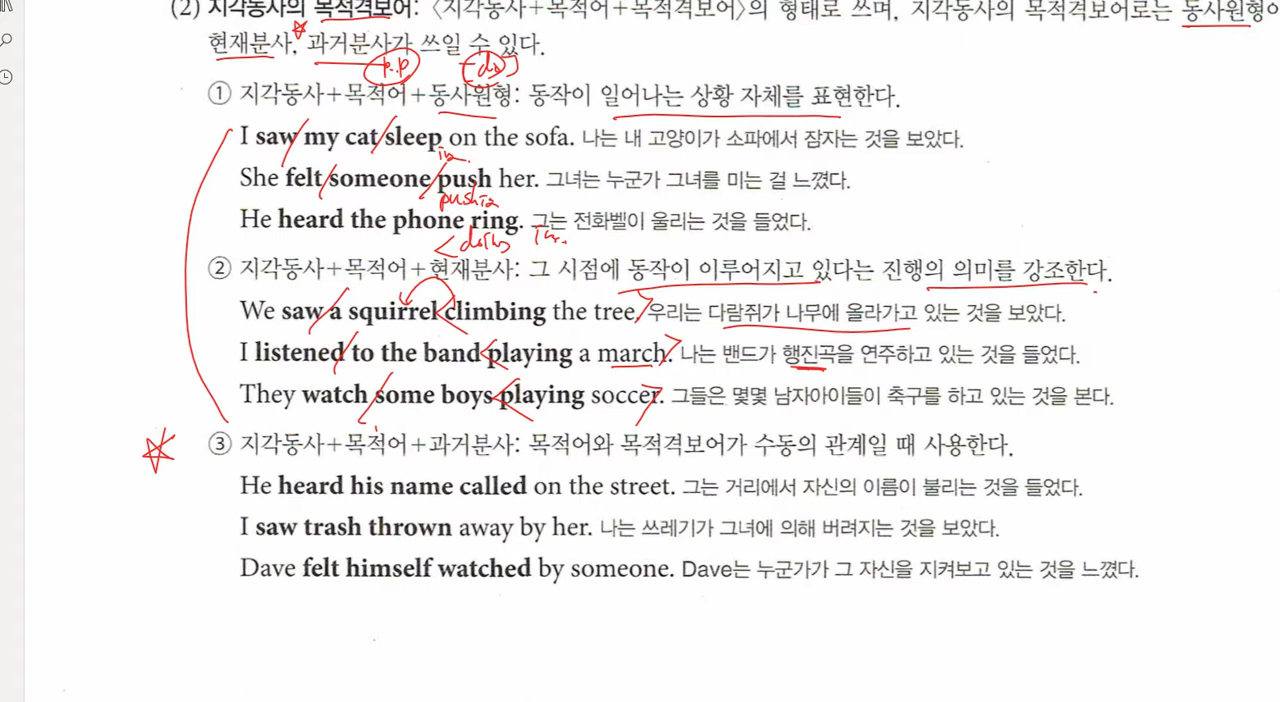 (2) 지각동사의 목적격보어: 〈지각동사+목적어+목적격보어〉의 형태로 쓰며, 지각동사의 목적격보어로는 동사원형이
현재분사, 과거분사가 쓰일 수 있다.
p.p (do)
① 지각동사+목적어+동사원형: 동작이 일어나는 상황 자체를 표현한다.
I saw my cat sleep on the sofa. 나는 내 고양이가 소파에서 잠자는 것을 보았다.
She felt someone push her. 그녀는 누군가 그녀를 미는 걸 느꼈다.
He heard the phone ring. 그는 전화벨이 울리는 것을 들었다.
② 지각동사+목적어+현재분사: 그 시점에 동작이 이루어지고 있다는 진행의 의미를 강조한다.
We saw a squirrel climbing the tree. 우리는 다람쥐가 나무에 올라가고 있는 것을 보았다.
I listened to the band playing a march. 나는 밴드가 행진곡을 연주하고 있는 것을 들었다.
They watch some boys playing soccer. 그들은 몇몇 남자아이들이 축구를 하고 있는 것을 본다.
③ 지각동사+목적어+과거분사: 목적어와 목적격보어가 수동의 관계일 때 사용한다.
He heard his name called on the street. 그는 거리에서 자신의 이름이 불리는 것을 들었다.
I saw trash thrown away by her. 나는 쓰레기가 그녀에 의해 버려지는 것을 보았다.
Dave felt himself watched by someone. Dave는 누군가가 그 자신을 지켜보고 있는 것을 느꼈다.